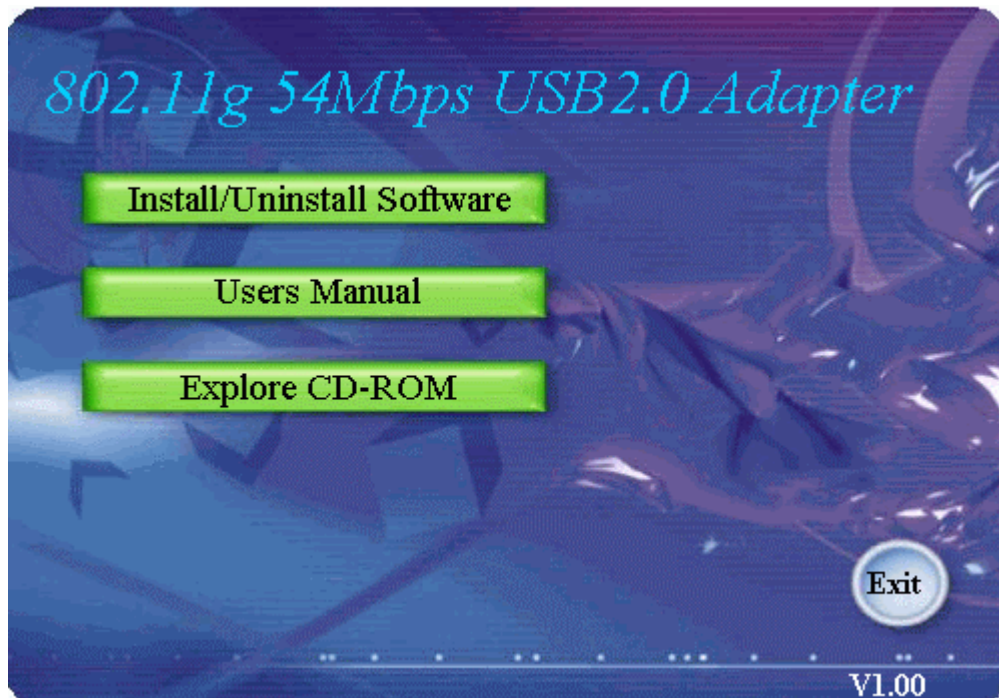 802.11g 54Mbps USB2.0 Adapter
Install/Uninstall Software
Users Manual
Explore CD-ROM
Exit
V1.00